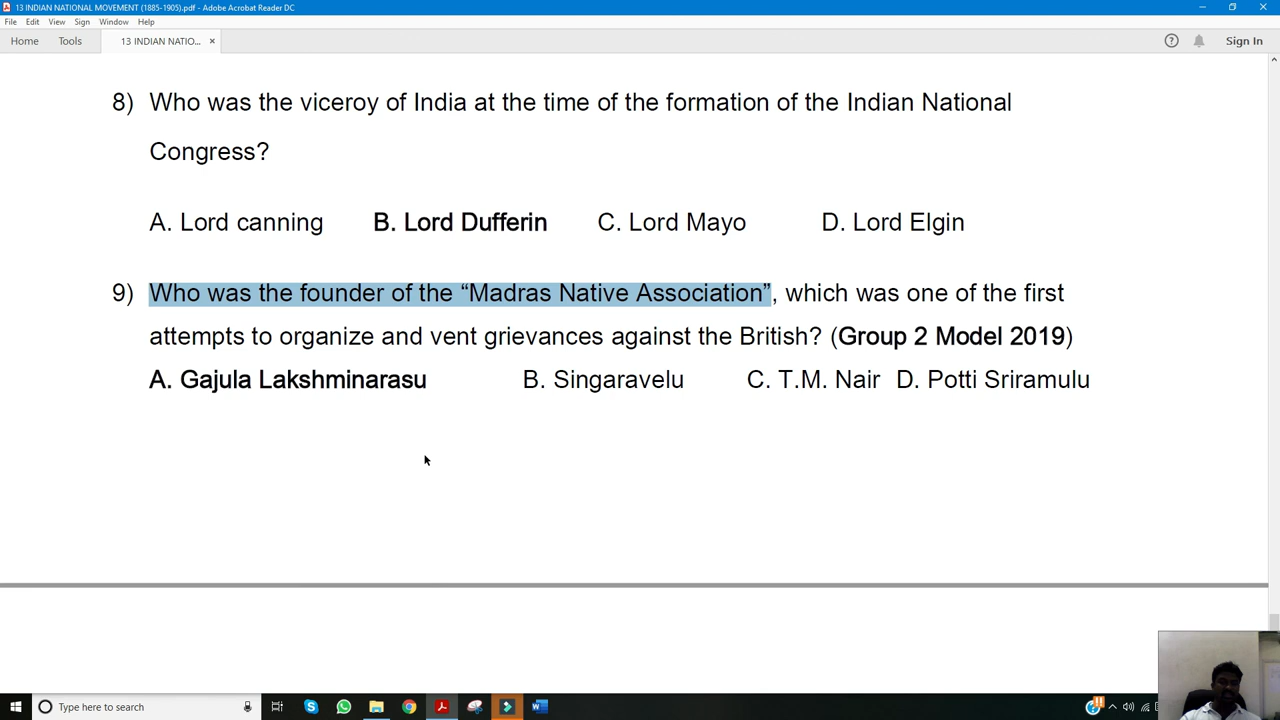 13 INDIAN NATIONAL MOVEMENT (1885-1905).pdf - Adobe Acrobat Reader DC
File Edit View Sign Window Help
Home Tools 13 INDIAN NATIO... × Sign In
8) Who was the viceroy of India at the time of the formation of the Indian National
Congress?
A. Lord canning B. Lord Dufferin C. Lord Mayo D. Lord Elgin
9) Who was the founder of the “Madras Native Association”, which was one of the first
attempts to organize and vent grievances against the British? (Group 2 Model 2019)
A. Gajula Lakshminarasu B. Singaravelu C. T.M. Nair D. Potti Sriramulu
Type here to search